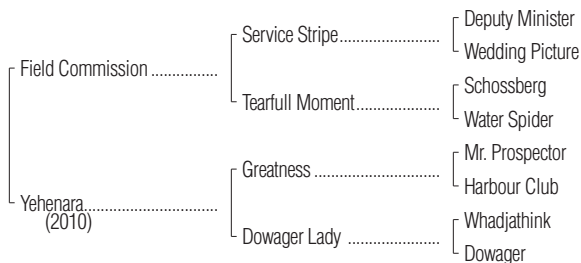 Deputy Minister
Service Stripe
Wedding Picture
Field Commission
Schossberg
Tearfull Moment
Water Spider
Mr. Prospector
Greatness
Harbour Club
Yehenara
(2010)
Whadjathink
Dowager Lady
Dowager